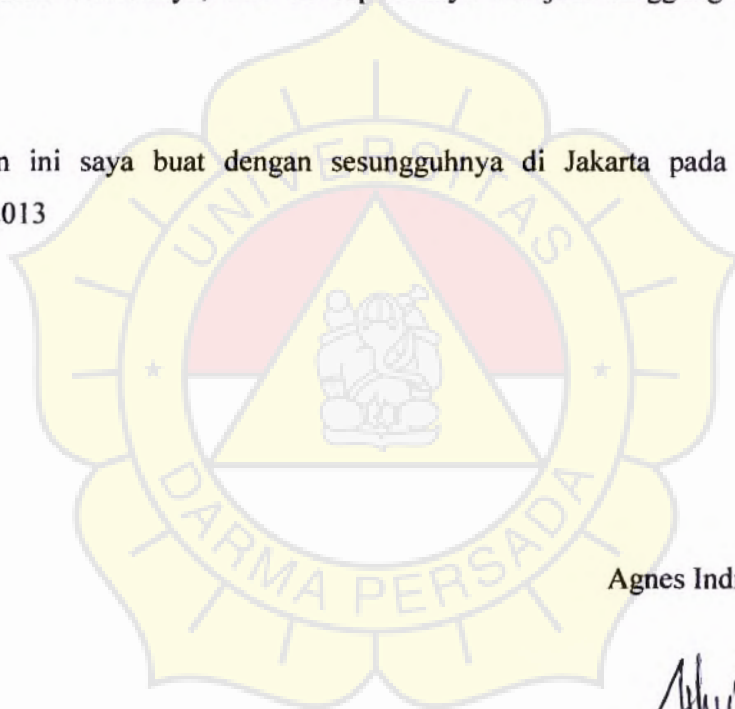 n ini saya buat dengan sesungguhnya di Jakarta pada
013
UNIVERSITAS
DARMA PERSADA
Agnes Ind